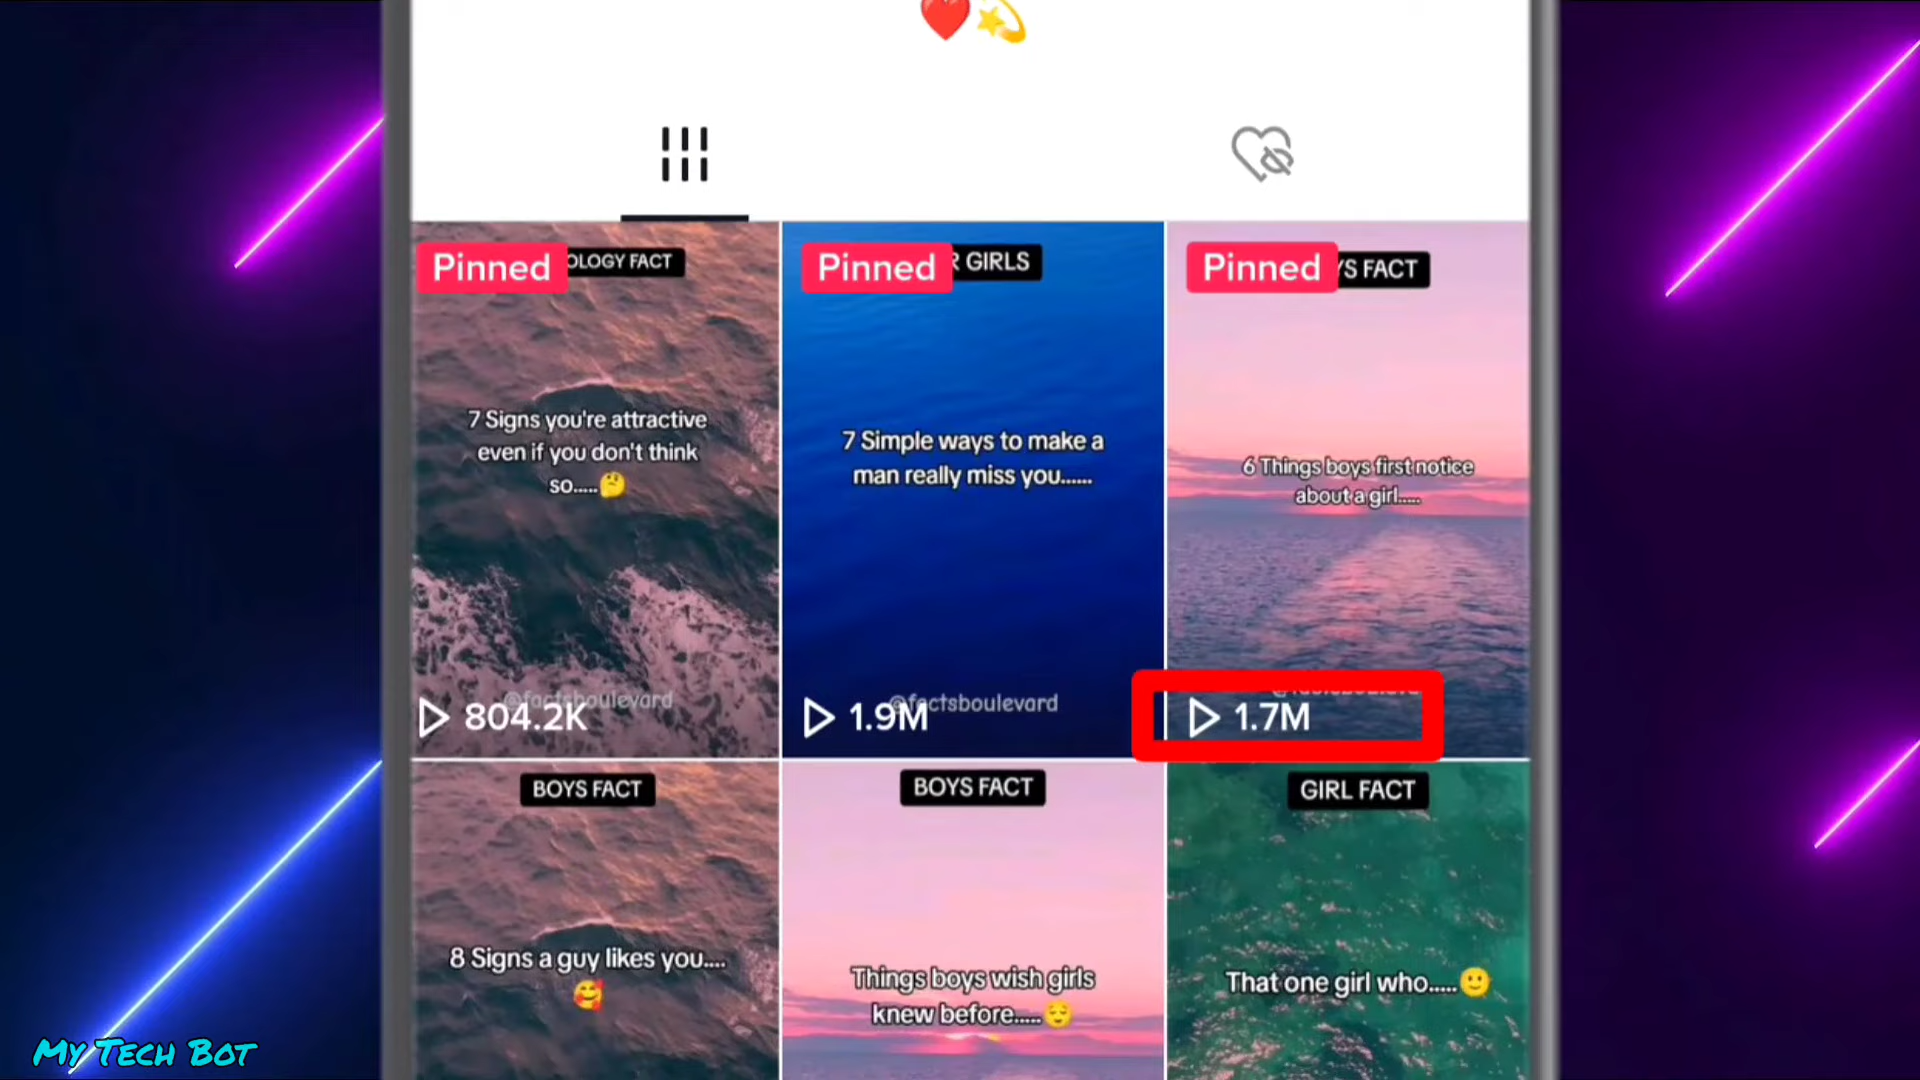 Pinned
OLOGY FACT
Pinned
R GIRLS
Pinned
YS FACT
7 Signs you're attractive
even if you don't think
so.....🤔
7 Simple ways to make a
man really miss you......
6 Things boys first notice
about a girl.....
@factsboulevard
804.2K
@factsboulevard
1.9M
1.7M
BOYS FACT
BOYS FACT
GIRL FACT
8 Signs a guy likes you....
🥰
Things boys wish girls
knew before.....😌
That one girl who.....🙂
My Tech Bot